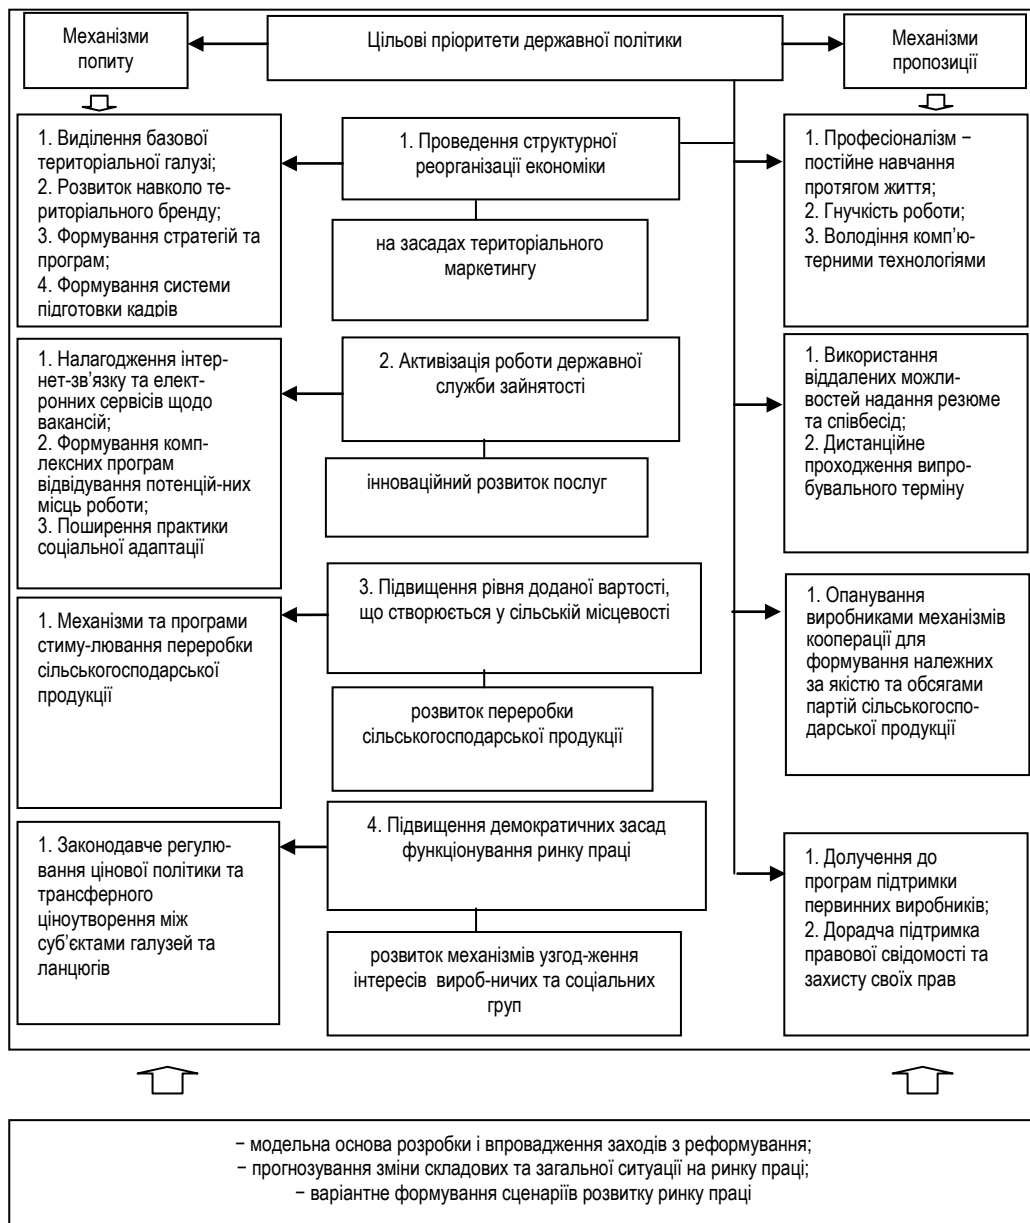 Механізми
попиту
Цільові пріоритети державної політики
Механізми
пропозиції
1. Виділення базової
територіальної галузі;
2. Розвиток навколо те-
риторіального бренду;
3. Формування стратегій та
програм;
4. Формування системи
підготовки кадрів
1. Проведення структурної
реорганізації економіки
на засадах територіального
маркетингу
1. Професіоналізм –
постійне навчання
протягом життя;
2. Гнучкість роботи;
3. Володіння комп’ю-
терними технологіями
1. Налагодження інтер-
нет-зв’язку та елект-
ронних сервісів щодо
вакансій;
2. Формування комп-
лексних програм
відвідування потенцій-них
місць роботи;
3. Поширення практики
соціальної адаптації
2. Активізація роботи державної
служби зайнятості
інноваційний розвиток послуг
1. Використання
віддалених можли-
востей надання резюме
та співбесід;
2. Дистанційне
проходження випро-
бувального терміну
1. Механізми та програми
стиму-лювання переробки
сільськогосподарської
продукції
3. Підвищення рівня доданої вартості,
що створюється у сільській місцевості
розвиток переробки
сільськогосподарської продукції
1. Опанування
виробниками механізмів
кооперації для
формування належних
за якістю та обсягами
партій сільськогоспо-
дарської продукції
1. Законодавче регулю-
вання цінової політики та
трансферного
ціноутворення між
суб’єктами галузей та
ланцюгів
4. Підвищення демократичних засад
функціонування ринку праці
розвиток механізмів узгод-ження
інтересів вироб-ничих та соціальних
груп
1. Долучення до
програм підтримки
первинних виробників;
2. Дорадча підтримка
правової свідомості та
захисту своїх прав
– модельна основа розробки і впровадження заходів з реформування;
– прогнозування зміни складових та загальної ситуації на ринку праці;
– варіантне формування сценаріїв розвитку ринку праці